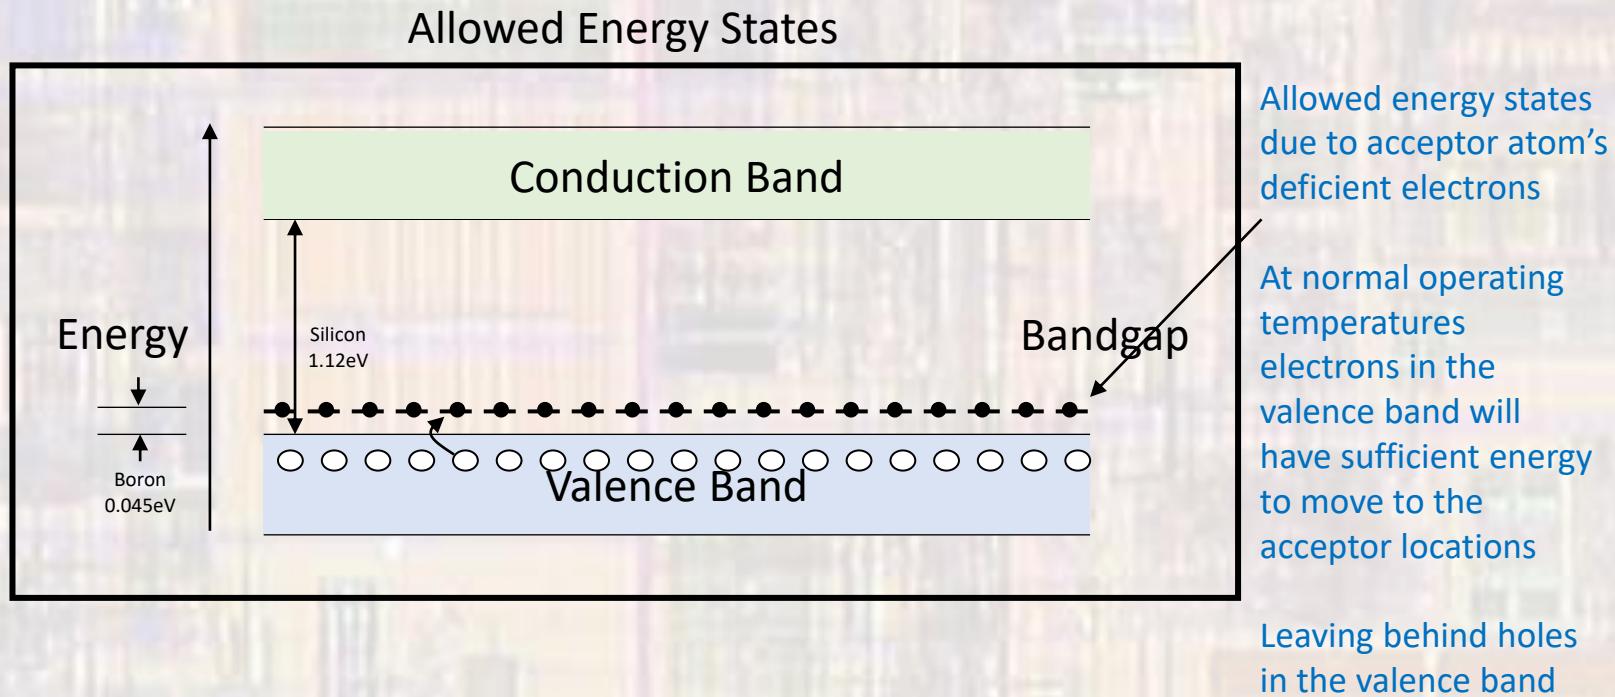 Allowed Energy States
Conduction Band
Energy
Silicon
1.12eV
Bandgap
Boron
0.045eV
Valence Band
Allowed energy states
due to acceptor atom’s
deficient electrons
At normal operating
temperatures
electrons in the
valence band will
have sufficient energy
to move to the
acceptor locations
Leaving behind holes
in the valence band